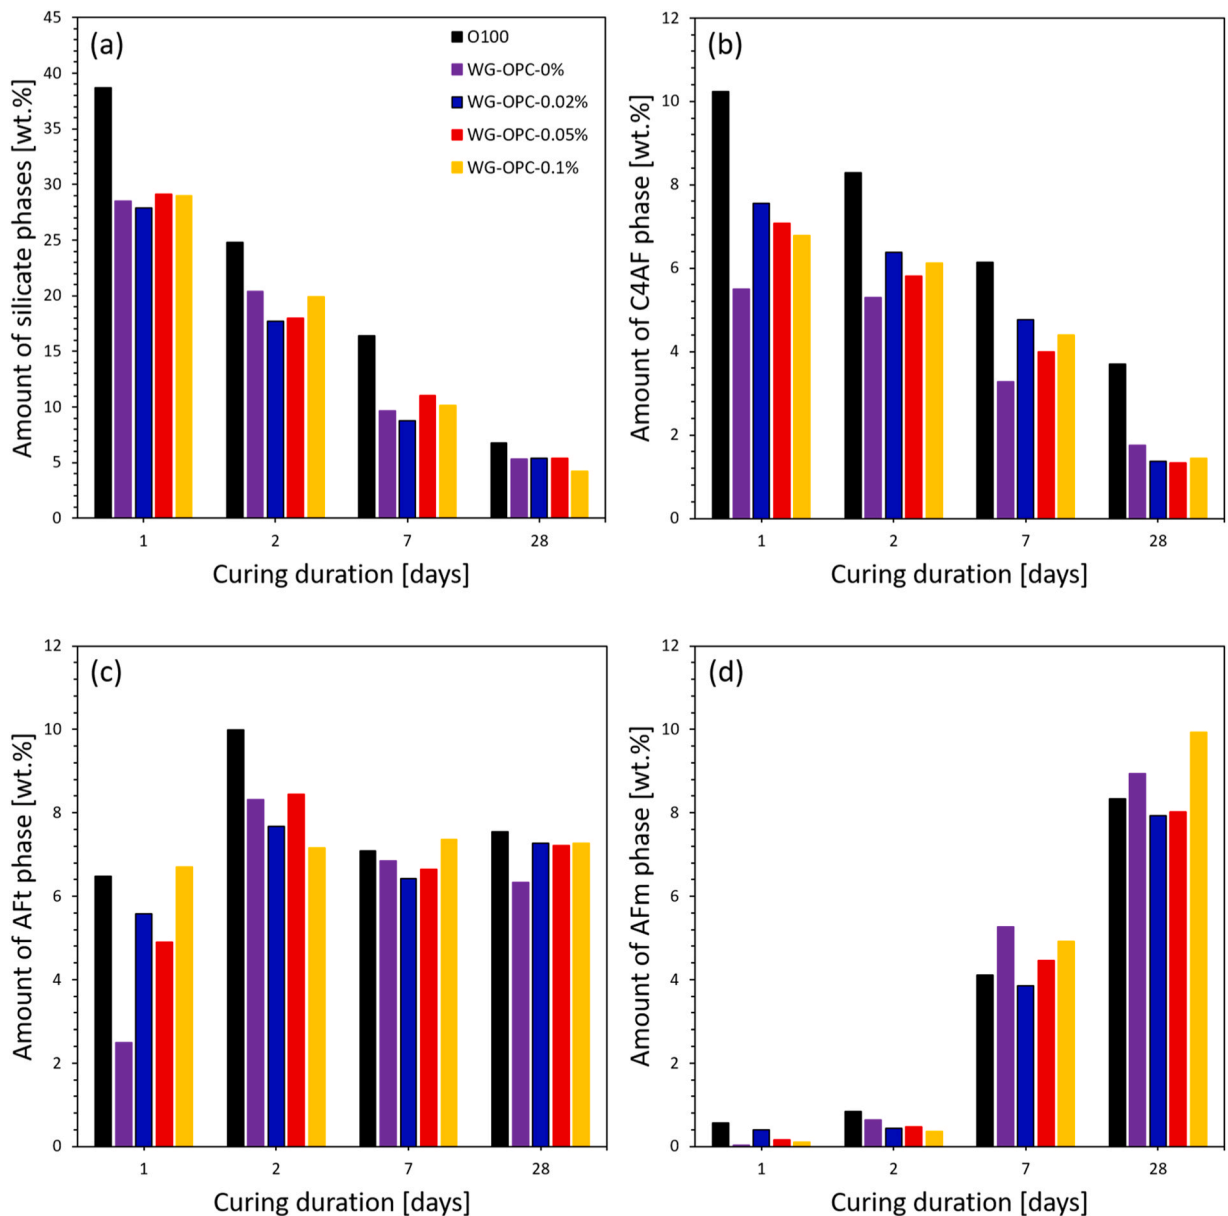 (a)
O100
WG-OPC-0%
WG-OPC-0.02%
WG-OPC-0.05%
WG-OPC-0.1%
Amount of silicate phases [wt.%]
45
40
35
30
25
20
15
10
5
0
1 2 7 28
Curing duration [days]
(b)
Amount of C4AF phase [wt.%]
12
10
8
6
4
2
0
1 2 7 28
Curing duration [days]
(c)
Amount of AFt phase [wt.%]
12
10
8
6
4
2
0
1 2 7 28
Curing duration [days]
(d)
Amount of AFm phase [wt.%]
12
10
8
6
4
2
0
1 2 7 28
Curing duration [days]